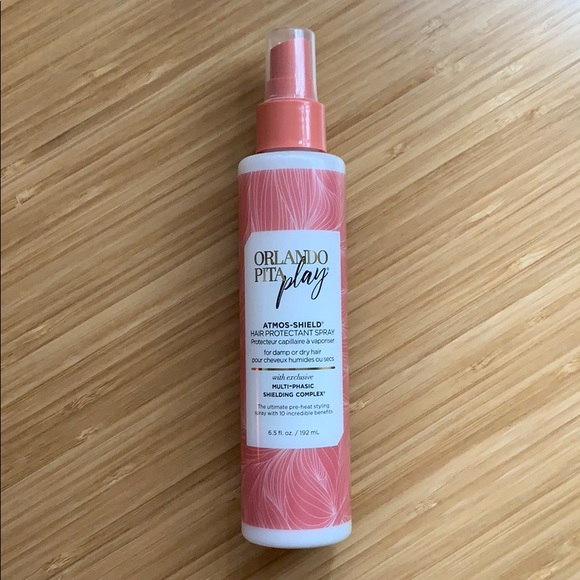 ORLANDO
PITA play®
ATMOS-SHIELD®
HAIR PROTECTANT SPRAY
Protecteur capillaire à vaporiser
for damp or dry hair
pour cheveux humides ou secs
with exclusive
MULTI-PHASIC
SHIELDING COMPLEX®
The ultimate pre-heat styling
spray with 10 incredible benefits
6.5 fl. oz. / 192 mL